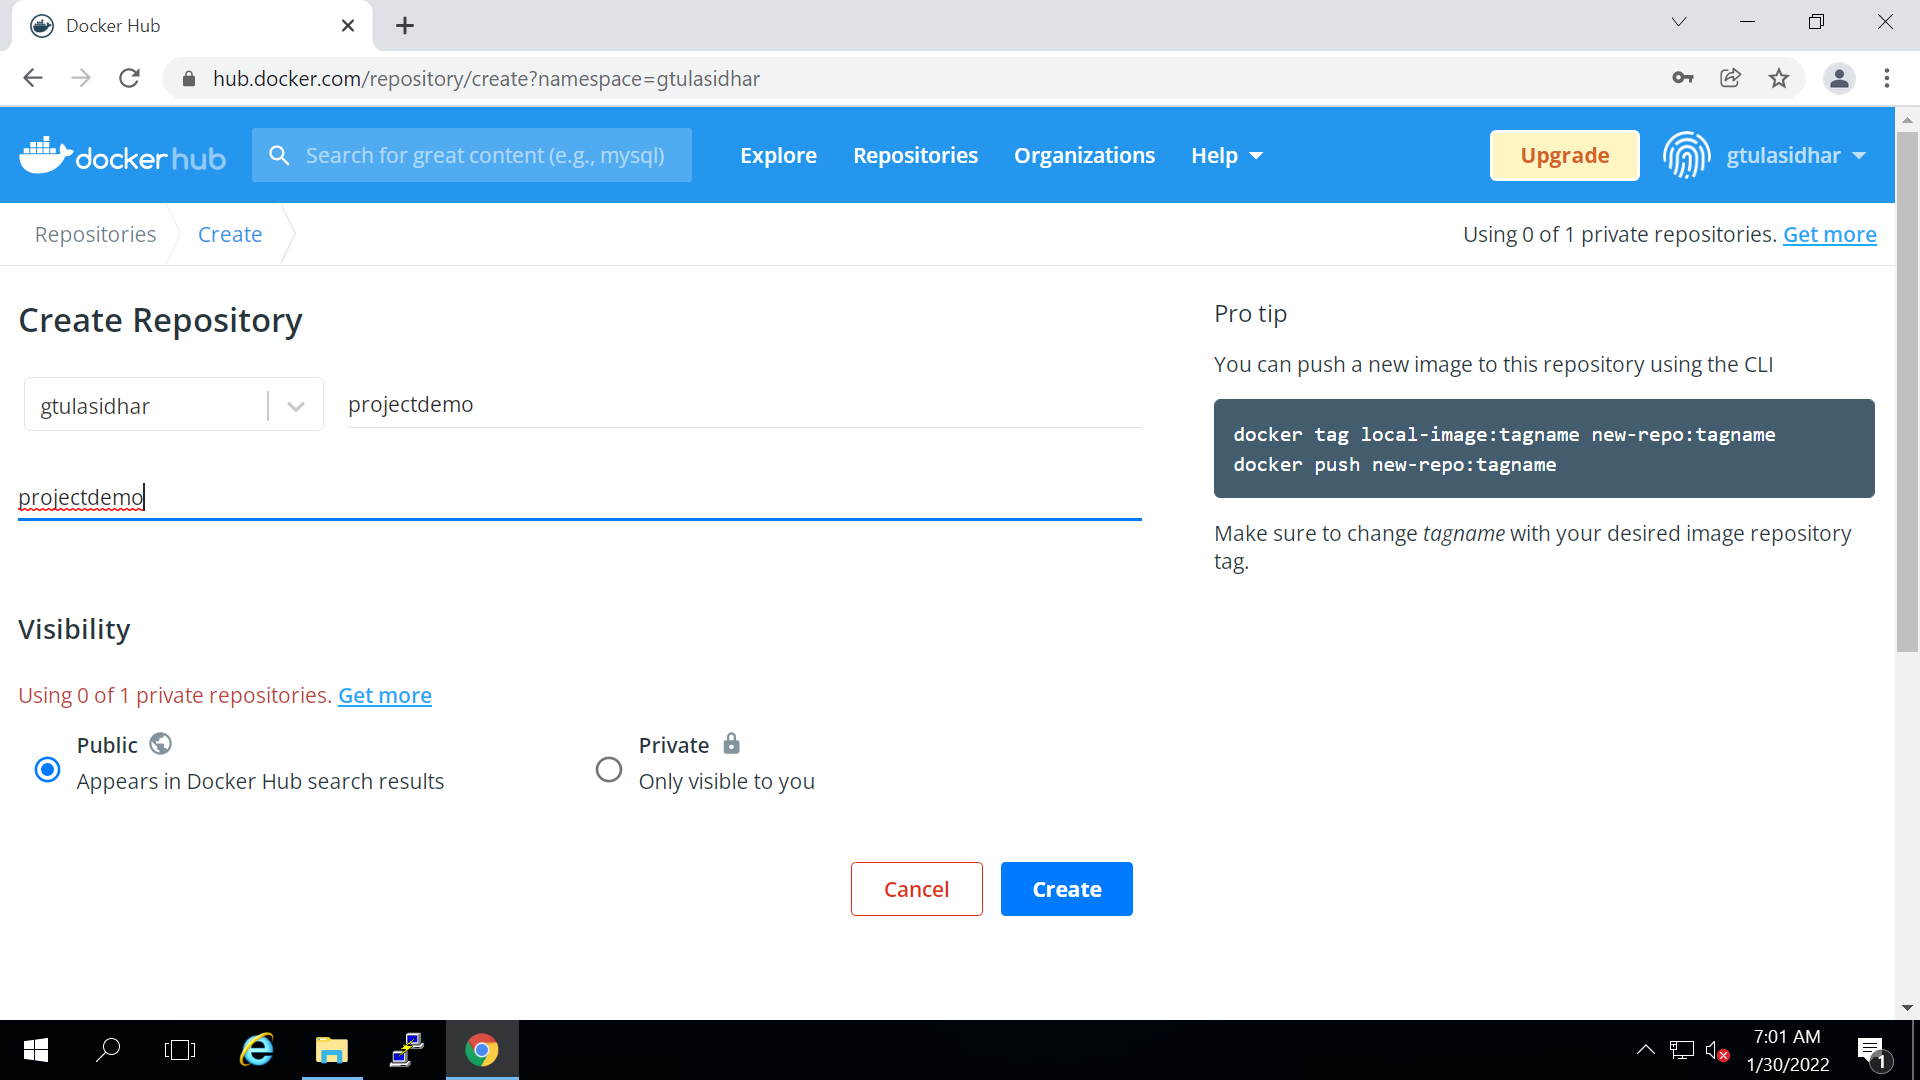 Docker Hub
hub.docker.com/repository/create?namespace=gtulasidhar
docker hub
Search for great content (e.g., mysql)
Explore
Repositories
Organizations
Help
Upgrade
gtulasidhar
Repositories
Create
Using 0 of 1 private repositories. Get more
Create Repository
gtulasidhar
projectdemo
projectdemo
Pro tip
You can push a new image to this repository using the CLI
docker tag local-image:tagname new-repo:tagname
docker push new-repo:tagname
Make sure to change tagname with your desired image repository
tag.
Visibility
Using 0 of 1 private repositories. Get more
Public
Appears in Docker Hub search results
Private
Only visible to you
Cancel
Create
7:01 AM
1/30/2022
1